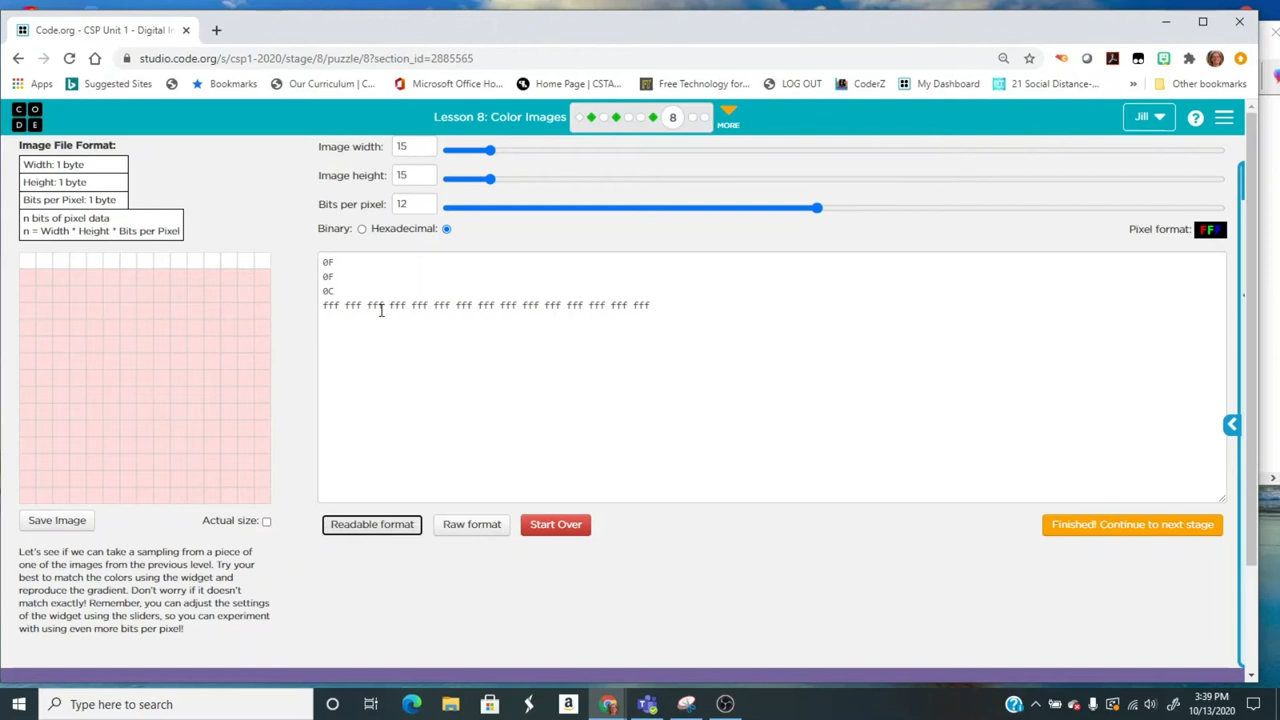 Code.org - CSP Unit 1 - Digital In
studio.code.org/s/csp1-2020/stage/8/puzzle/8?section_id=2885565
Apps Suggested Sites Bookmarks Our Curriculum | C... Microsoft Office Ho... Home Page | CSTA... Free Technology for... LOG OUT CoderZ My Dashboard 21 Social Distance-... » Other bookmarks
C O D E
Lesson 8: Color Images 8 MORE Jill ?
Image File Format:
Width: 1 byte
Height: 1 byte
Bits per Pixel: 1 byte
n bits of pixel data
n = Width * Height * Bits per Pixel
Image width: 15
Image height: 15
Bits per pixel: 12
Binary: Hexadecimal: Pixel format: FFF
0F
0F
0C
fff fff fff fff fff fff fff fff fff fff fff fff fff fff fff
Save Image Actual size:
Readable format Raw format Start Over Finished! Continue to next stage
Let's see if we can take a sampling from a piece of
one of the images from the previous level. Try your
best to match the colors using the widget and
reproduce the gradient. Don't worry if it doesn't
match exactly! Remember, you can adjust the settings
of the widget using the sliders, so you can experiment
with using even more bits per pixel!
Type here to search
3:39 PM
10/13/2020